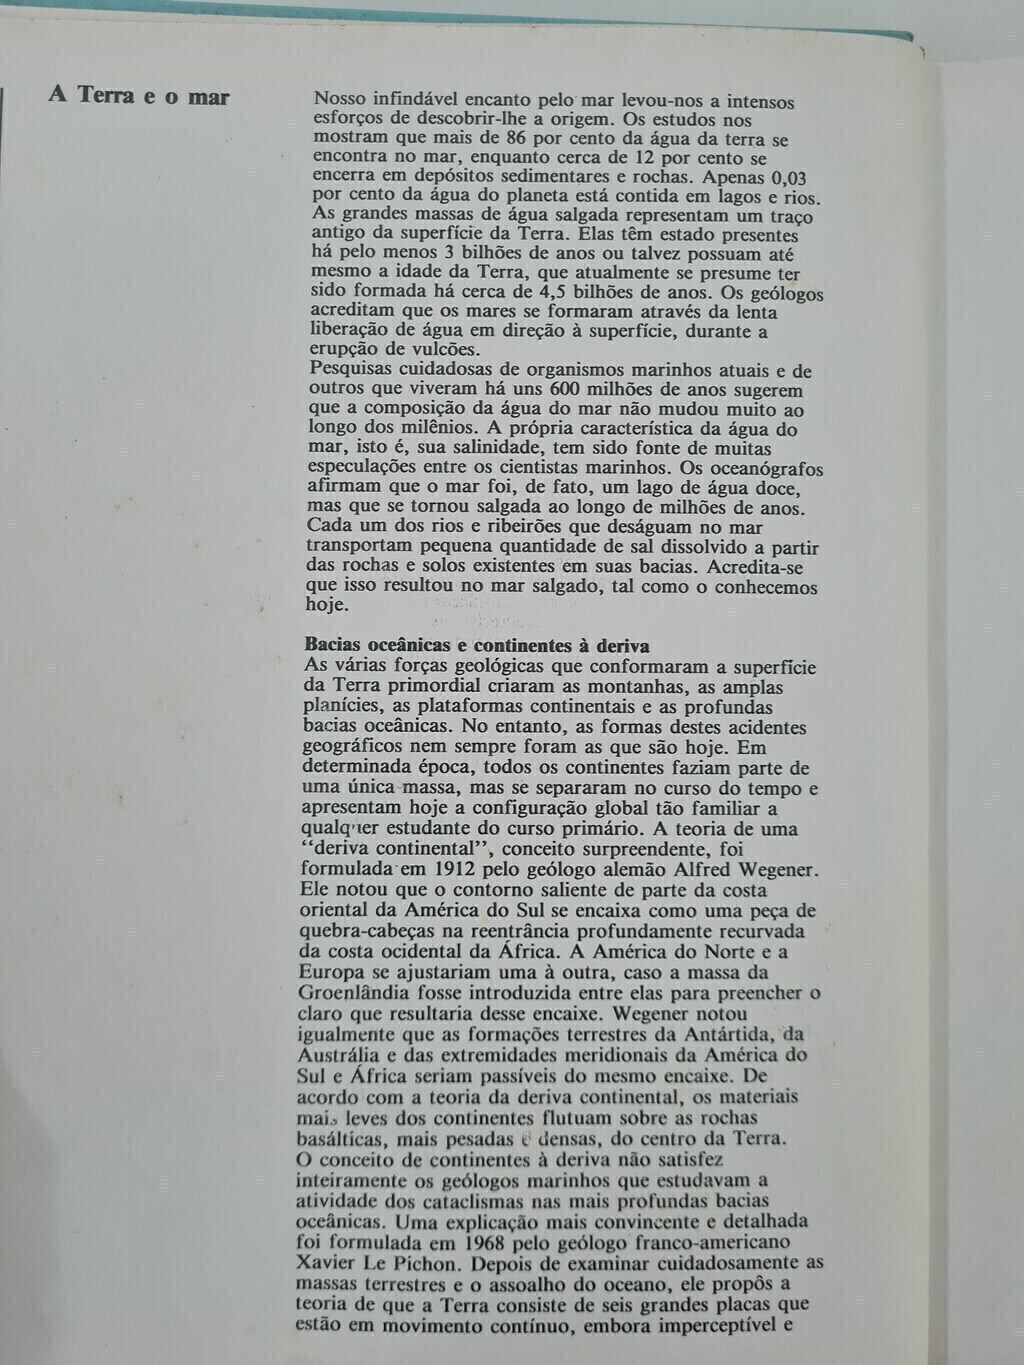 A Terra e o mar
Nosso infindável encanto pelo mar levou-nos a intensos
esforços de descobrir-lhe a origem. Os estudos nos
mostram que mais de 86 por cento da água da terra se
encontra no mar, enquanto cerca de 12 por cento se
encerra em depósitos sedimentares e rochas. Apenas 0,03
por cento da água do planeta está contida em lagos e rios.
As grandes massas de água salgada representam um traço
antigo da superfície da Terra. Elas têm estado presentes
há pelo menos 3 bilhões de anos ou talvez possuam até
mesmo a idade da Terra, que atualmente se presume ter
sido formada há cerca de 4,5 bilhões de anos. Os geólogos
acreditam que os mares se formaram através da lenta
liberação de água em direção à superfície, durante a
erupção de vulcões.
Pesquisas cuidadosas de organismos marinhos atuais e de
outros que viveram há uns 600 milhões de anos sugerem
que a composição da água do mar não mudou muito ao
longo dos milênios. A própria característica da água do
mar, isto é, sua salinidade, tem sido fonte de muitas
especulações entre os cientistas marinhos. Os oceanógrafos
afirmam que o mar foi, de fato, um lago de água doce,
mas que se tornou salgada ao longo de milhões de anos.
Cada um dos rios e ribeirões que deságuam no mar
transportam pequena quantidade de sal dissolvido a partir
das rochas e solos existentes em suas bacias. Acredita-se
que isso resultou no mar salgado, tal como o conhecemos
hoje.
Bacias oceânicas e continentes à deriva
As várias forças geológicas que conformaram a superfície
da Terra primordial criaram as montanhas, as amplas
planícies, as plataformas continentais e as profundas
bacias oceânicas. No entanto, as formas destes acidentes
geográficos nem sempre foram as que são hoje. Em
determinada época, todos os continentes faziam parte de
uma única massa, mas se separaram no curso do tempo e
apresentam hoje a configuração global tão familiar a
qualquer estudante do curso primário. A teoria de uma
“deriva continental”, conceito surpreendente, foi
formulada em 1912 pelo geólogo alemão Alfred Wegener.
Ele notou que o contorno saliente de parte da costa
oriental da América do Sul se encaixa como uma peça de
quebra-cabeças na reentrância profundamente recurvada
da costa ocidental da África. A América do Norte e a
Europa se ajustariam uma à outra, caso a massa da
Groenlândia fosse introduzida entre elas para preencher o
claro que resultaria desse encaixe. Wegener notou
igualmente que as formações terrestres da Antártida, da
Austrália e das extremidades meridionais da América do
Sul e África seriam passíveis do mesmo encaixe. De
acordo com a teoria da deriva continental, os materiais
mais leves dos continentes flutuam sobre as rochas
basálticas, mais pesadas e densas, do centro da Terra.
O conceito de continentes à deriva não satisfez
inteiramente os geólogos marinhos que estudavam a
atividade dos cataclismas nas mais profundas bacias
oceânicas. Uma explicação mais convincente e detalhada
foi formulada em 1968 pelo geólogo franco-americano
Xavier Le Pichon. Depois de examinar cuidadosamente as
massas terrestres e o assoalho do oceano, ele propôs a
teoria de que a Terra consiste de seis grandes placas que
estão em movimento contínuo, embora imperceptível e